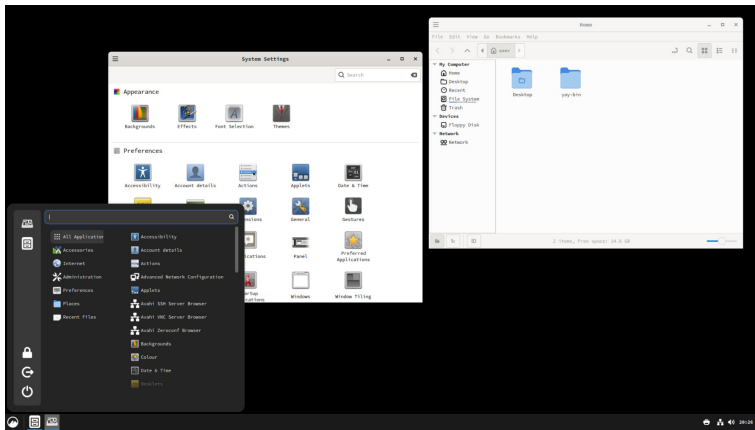 Home
File Edit View Go Bookmarks Help
user
My Computer
Home
Desktop
Recent
File System
Trash
Devices
Floppy Disk
Network
Network
Desktop
yay-bin
2 items, Free space: 24.6 GB
System Settings
Search
Appearance
Backgrounds
Effects
Font Selection
Themes
Preferences
Accessibility
Account details
Actions
Applets
Date & Time
General
Gestures
Panel
Preferred
Applications
Windows
Window Tiling
All Application
Accessories
Internet
Administration
Preferences
Places
Recent Files
Accessibility
Account details
Actions
Advanced Network Configuration
Applets
Avahi SSH Server Browser
Avahi VNC Server Browser
Avahi Zeroconf Browser
Backgrounds
Colour
Date & Time
Desklets